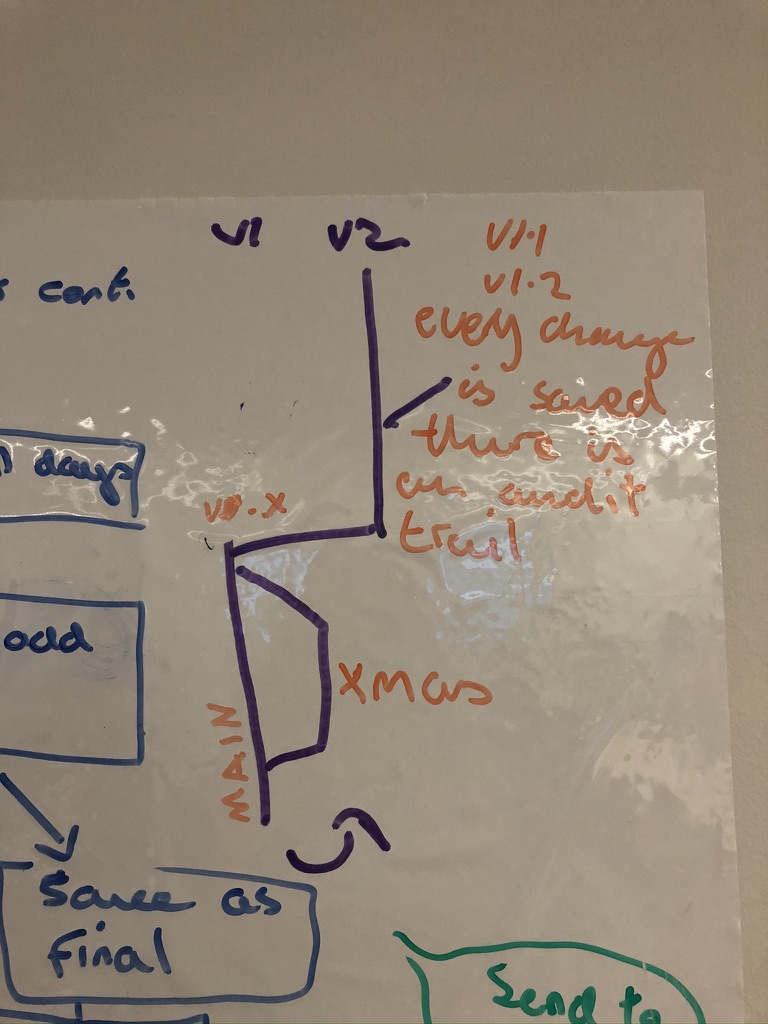 v1 v2
v1.1
v1.2
cont.
every change
is saved
there is
days
an audit
v0.x
trail
add
xmas
MAIN
Save as
final
Send to